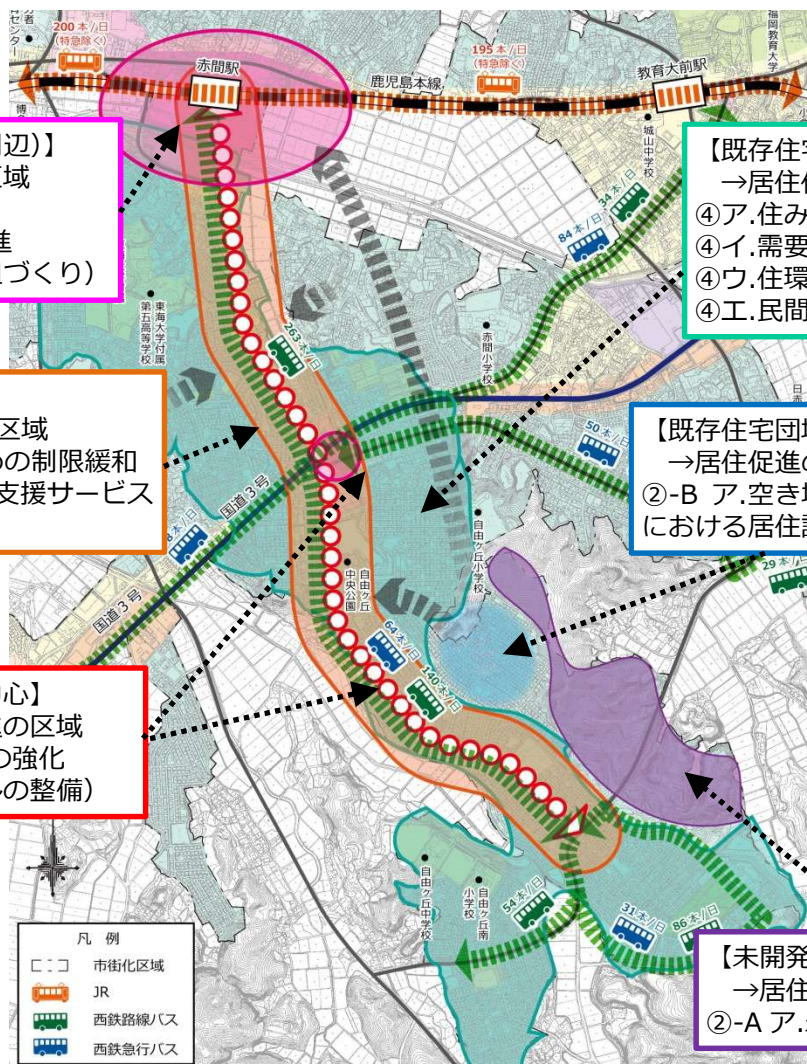 200 本/日
(特急除く)
赤間駅
195 本/日
(特急除く)
鹿児島本線
教育大前駅
福岡教育大学
城山中学校
辺)】
域
進
づくり)
34本/日
84本/日
【既存住宅
→居住
④ア.住み
④イ.需要
④ウ.住環
④エ.民間
東海大学付属
第五高等学校
263本/日
赤間小学校
区域
の制限緩和
支援サービス
国道3号
50本/日
【既存住宅団地
→居住促進の
②-B ア.空き
における居住
29本/日
自由ヶ丘小学校
自由ヶ丘
中央公園
国道3号
64本/日
140本/日
心】
の区域
の強化
の整備)
自由ヶ丘中学校
自由ヶ丘南
小学校
54本/日
31本/日
86本/日
【未開発
→居住
②-A ア.
凡 例
市街化区域
JR
西鉄路線バス
西鉄急行バス